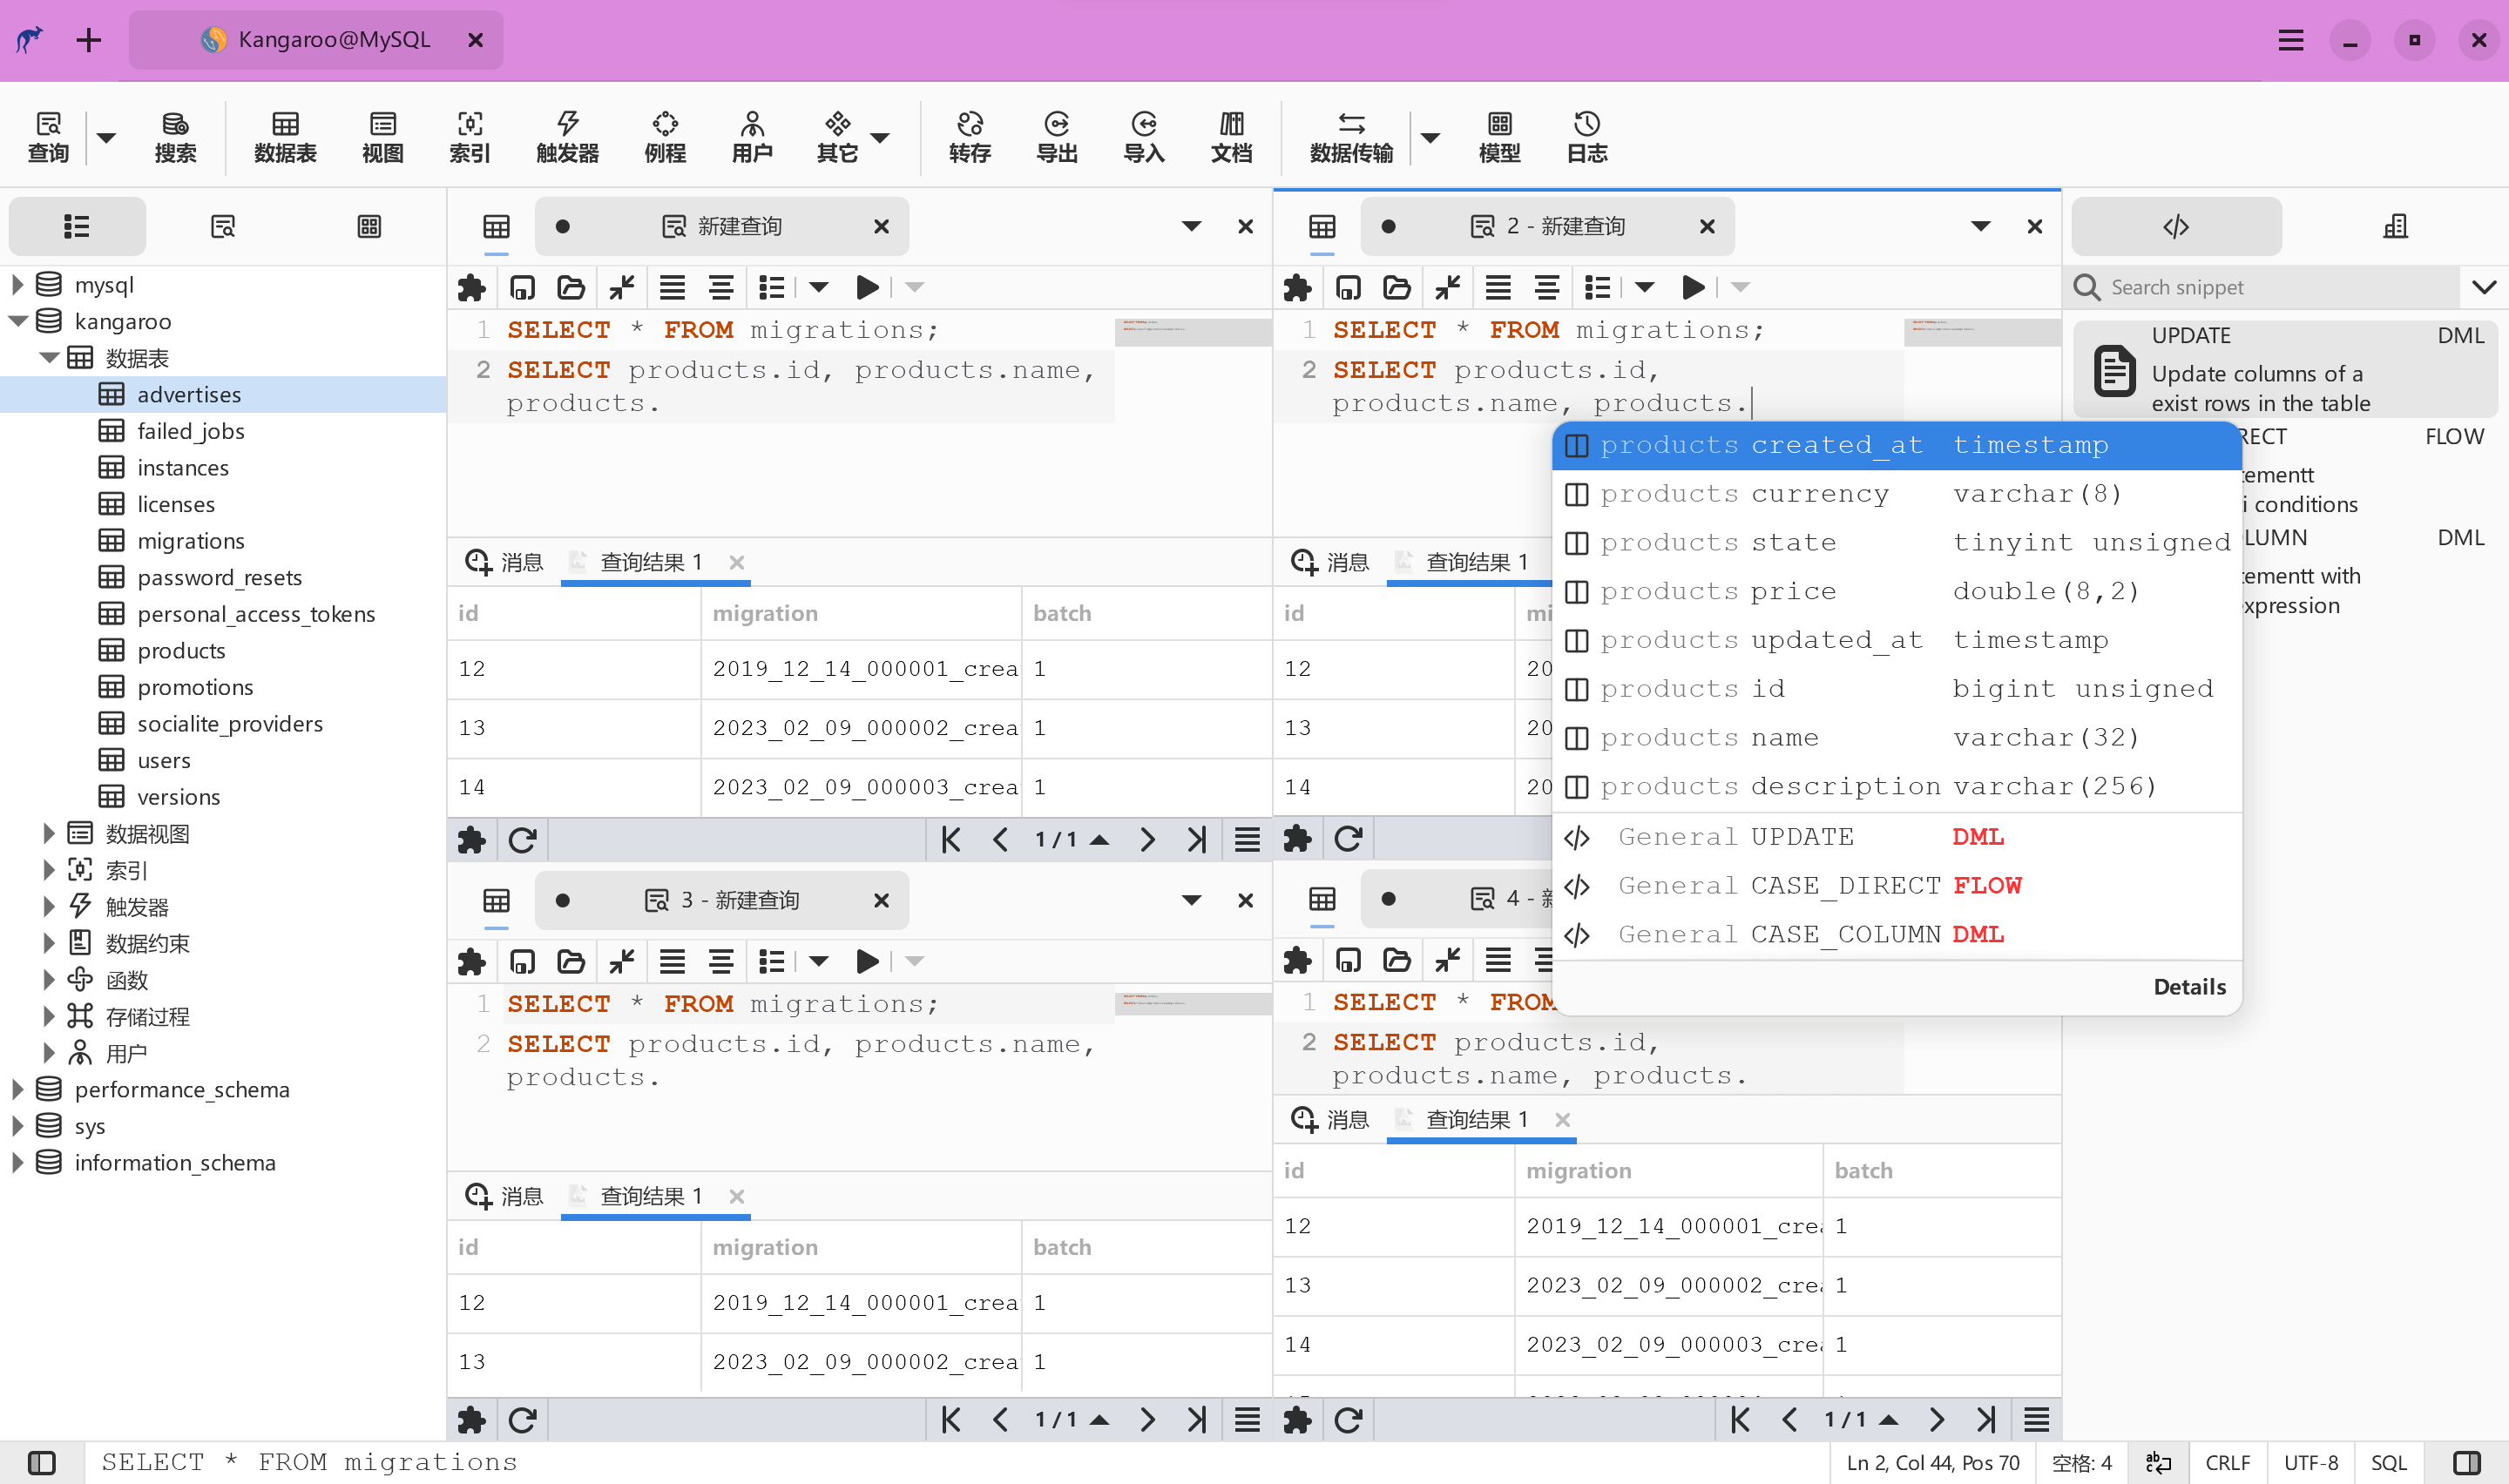 Kangaroo@MySQL
查询 搜索 数据表 视图 索引 触发器 例程 用户 其它 转存 导出 导入 文档 数据传输 模型 日志
mysql
kangaroo
数据表
advertises
failed_jobs
instances
licenses
migrations
password_resets
personal_access_tokens
products
promotions
socialite_providers
users
versions
数据视图
索引
触发器
数据约束
函数
存储过程
用户
performance_schema
sys
information_schema
新建查询
1 SELECT * FROM migrations;
2 SELECT products.id, products.name,
products.
消息 查询结果 1
id migration batch
12 2019_12_14_000001_crea 1
13 2023_02_09_000002_crea 1
14 2023_02_09_000003_crea 1
1 / 1
2 - 新建查询
1 SELECT * FROM migrations;
2 SELECT products.id,
products.name, products.
消息 查询结果 1
id mi
12 20
13 20
14 20
products created_at timestamp
products currency varchar(8)
products state tinyint unsigned
products price double(8,2)
products updated_at timestamp
products id bigint unsigned
products name varchar(32)
products description varchar(256)
General UPDATE DML
General CASE_DIRECT FLOW
General CASE_COLUMN DML
Details
Search snippet
UPDATE DML
Update columns of a
exist rows in the table
RECT FLOW
tementt
i conditions
LUMN DML
tementt with
xpression
3 - 新建查询
1 SELECT * FROM migrations;
2 SELECT products.id, products.name,
products.
消息 查询结果 1
id migration batch
12 2019_12_14_000001_crea 1
13 2023_02_09_000002_crea 1
1 / 1
4 -
1 SELECT * FROM
2 SELECT products.id,
products.name, products.
消息 查询结果 1
id migration batch
12 2019_12_14_000001_crea 1
13 2023_02_09_000002_crea 1
14 2023_02_09_000003_crea 1
1 / 1
SELECT * FROM migrations
Ln 2, Col 44, Pos 70 空格: 4 CRLF UTF-8 SQL